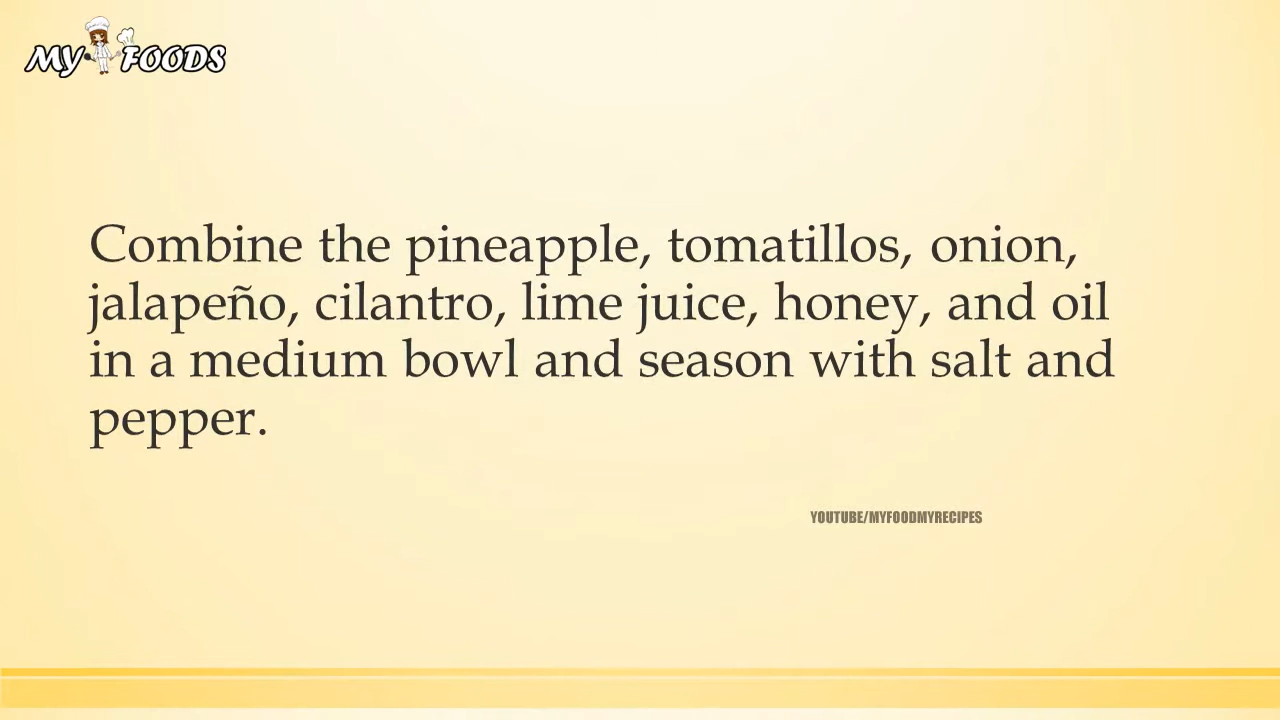 MY FOODS
Combine the pineapple, tomatillos, onion,
jalapeño, cilantro, lime juice, honey, and oil
in a medium bowl and season with salt and
pepper.
YOUTUBE/MYFOODMYRECIPES